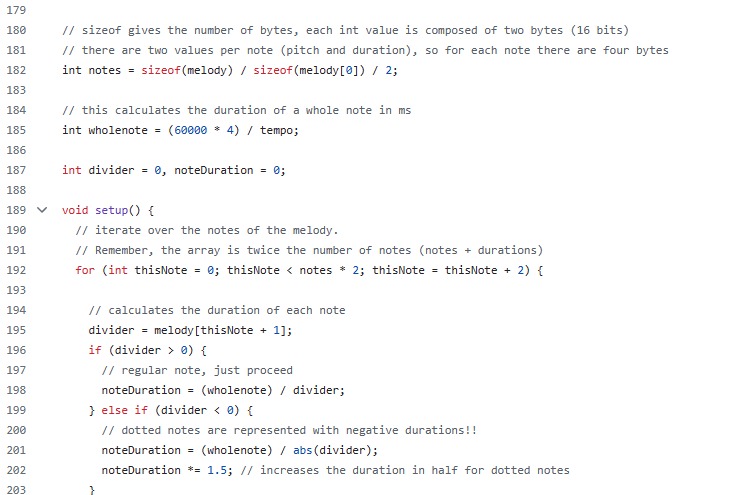 179
180 // sizeof gives the number of bytes, each int value is composed of two bytes (16 bits)
181 // there are two values per note (pitch and duration), so for each note there are four bytes
182 int notes = sizeof(melody) / sizeof(melody[0]) / 2;
183
184 // this calculates the duration of a whole note in ms
185 int wholenote = (60000 * 4) / tempo;
186
187 int divider = 0, noteDuration = 0;
188
189 void setup() {
190 // iterate over the notes of the melody.
191 // Remember, the array is twice the number of notes (notes + durations)
192 for (int thisNote = 0; thisNote < notes * 2; thisNote = thisNote + 2) {
193
194 // calculates the duration of each note
195 divider = melody[thisNote + 1];
196 if (divider > 0) {
197 // regular note, just proceed
198 noteDuration = (wholenote) / divider;
199 } else if (divider < 0) {
200 // dotted notes are represented with negative durations!!
201 noteDuration = (wholenote) / abs(divider);
202 noteDuration *= 1.5; // increases the duration in half for dotted notes
203 }